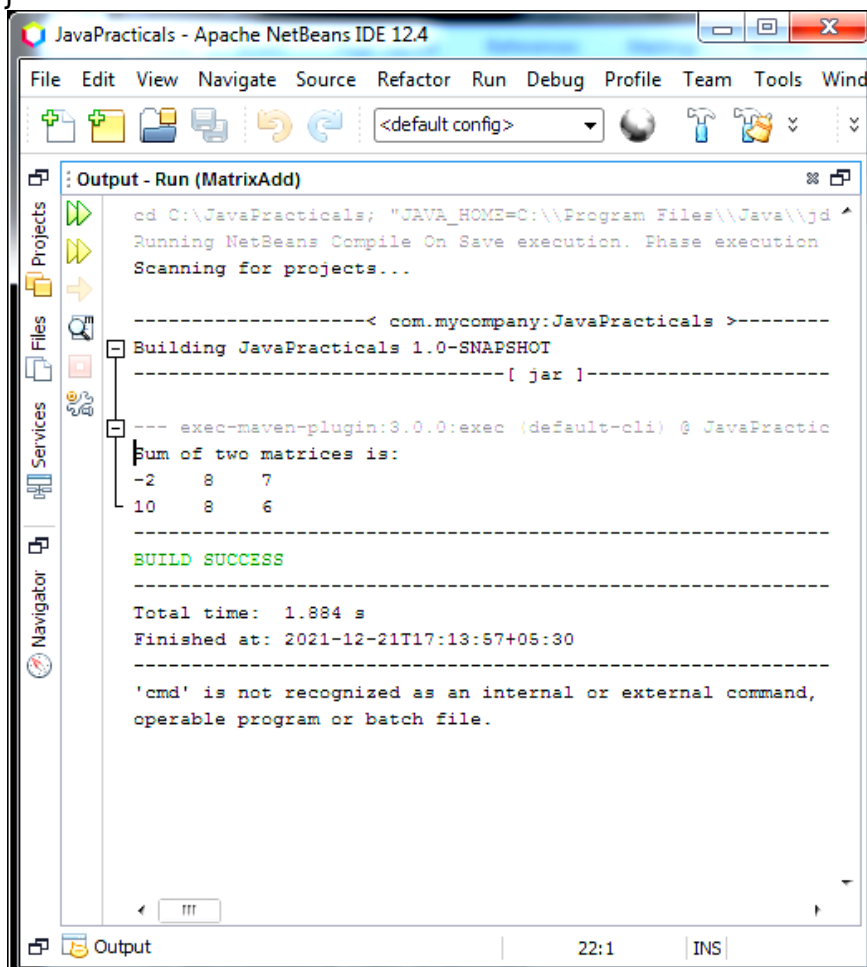 }
JavaPracticals - Apache NetBeans IDE 12.4
File Edit View Navigate Source Refactor Run Debug Profile Team Tools Wind
<default config>
Output - Run (MatrixAdd)
Projects
Files
Services
Navigator
cd C:\JavaPracticals; "JAVA_HOME=C:\\Program Files\\Java\\jd
Running NetBeans Compile On Save execution. Phase execution
Scanning for projects...
--------------------< com.mycompany:JavaPracticals >--------
Building JavaPracticals 1.0-SNAPSHOT
--------------------------------[ jar ]---------------------
--- exec-maven-plugin:3.0.0:exec (default-cli) @ JavaPractic
Sum of two matrices is:
-2 8 7
10 8 6
------------------------------------------------------------
BUILD SUCCESS
------------------------------------------------------------
Total time: 1.884 s
Finished at: 2021-12-21T17:13:57+05:30
------------------------------------------------------------
'cmd' is not recognized as an internal or external command,
operable program or batch file.
Output
22:1 INS